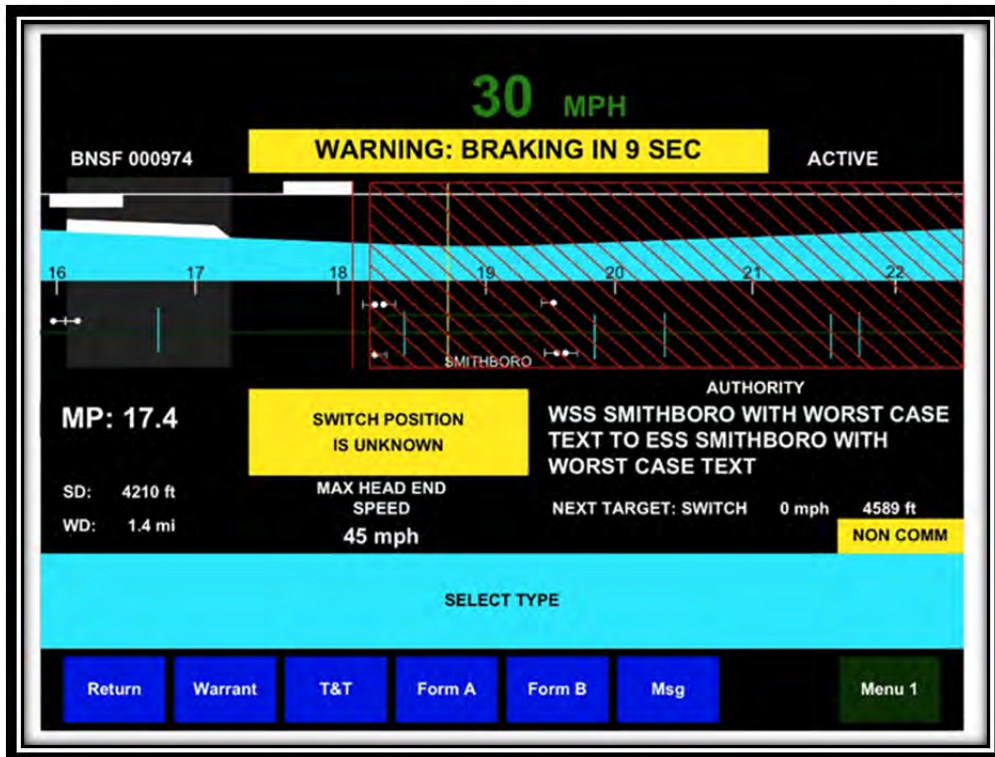 30 MPH
WARNING: BRAKING IN 9 SEC
BNSF 000974
ACTIVE
16 17 18 19 20 21 22
SMITHBORO
MP: 17.4
SWITCH POSITION
IS UNKNOWN
AUTHORITY
WSS SMITHBORO WITH WORST CASE
TEXT TO ESS SMITHBORO WITH
WORST CASE TEXT
SD: 4210 ft
WD: 1.4 mi
MAX HEAD END
SPEED
45 mph
NEXT TARGET: SWITCH 0 mph 4589 ft
NON COMM
SELECT TYPE
Return Warrant T&T Form A Form B Msg Menu 1